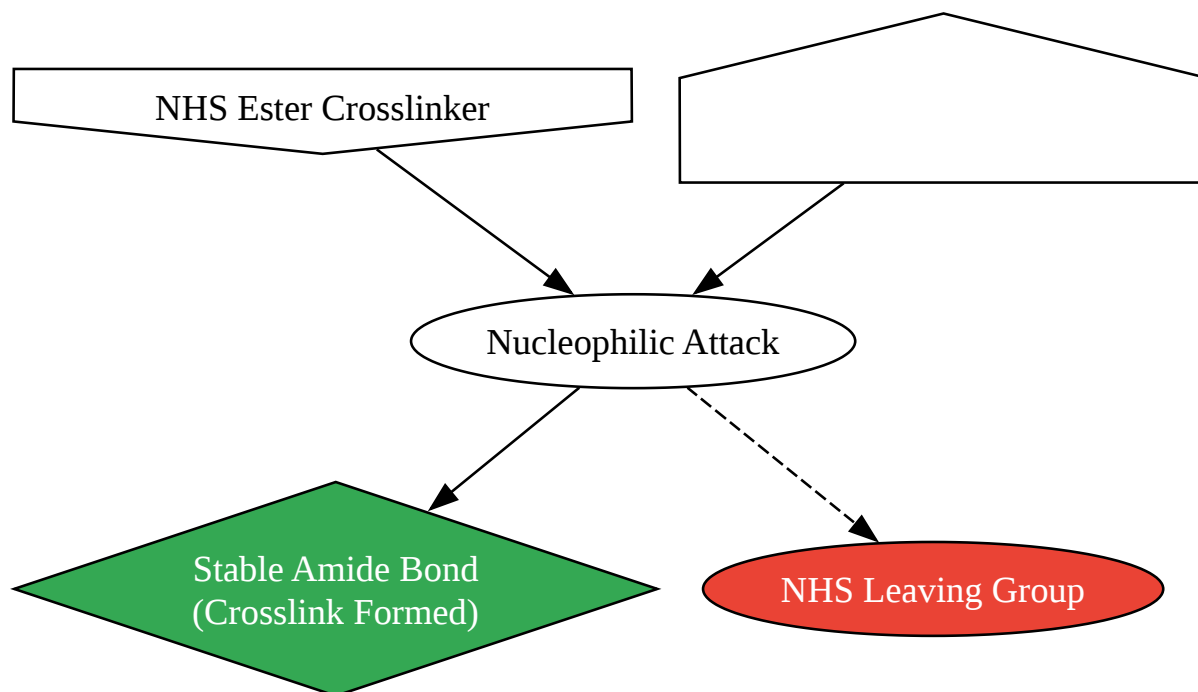 NHS Ester Crosslinker
Nucleophilic Attack
Stable Amide Bond
(Crosslink Formed)
NHS Leaving Group